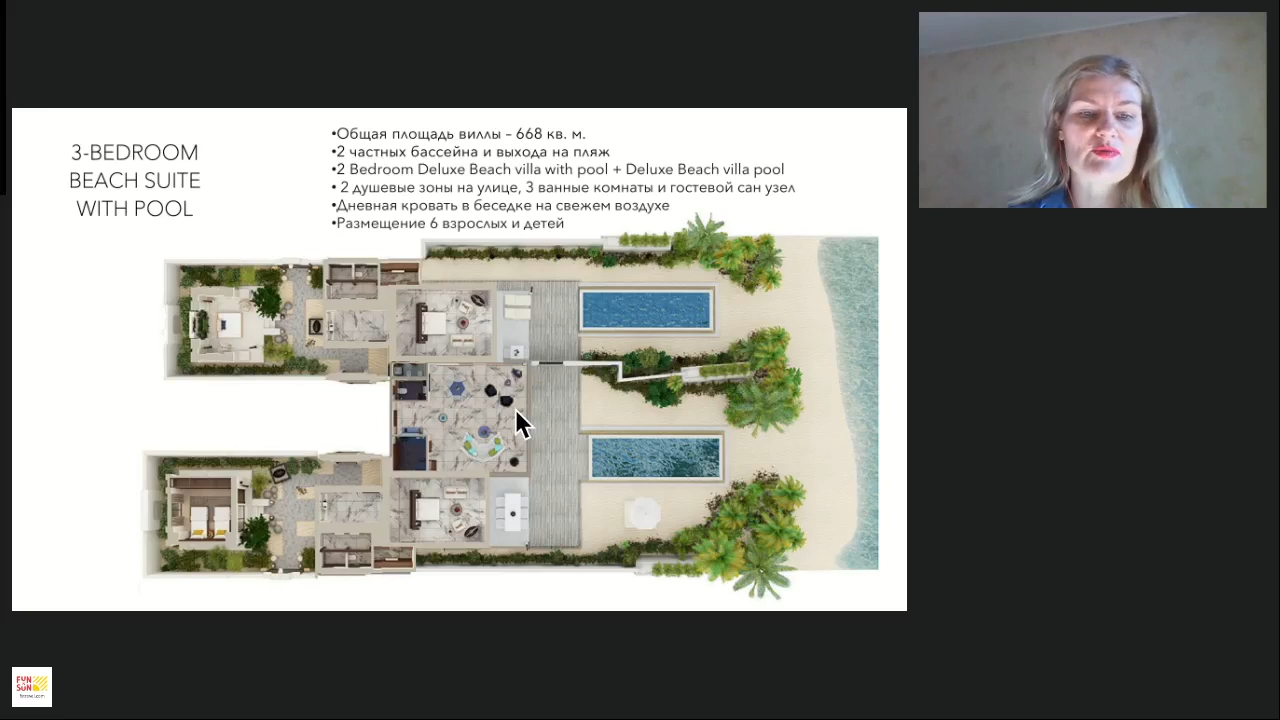 3-BEDROOM
BEACH SUITE
WITH POOL
•Общая площадь виллы – 668 кв. м.
•2 частных бассейна и выхода на пляж
•2 Bedroom Deluxe Beach villa with pool + Deluxe Beach villa pool
• 2 душевые зоны на улице, 3 ванные комнаты и гостевой сан узел
•Дневная кровать в беседке на свежем воздухе
•Размещение 6 взрослых и детей
FUN
&SUN